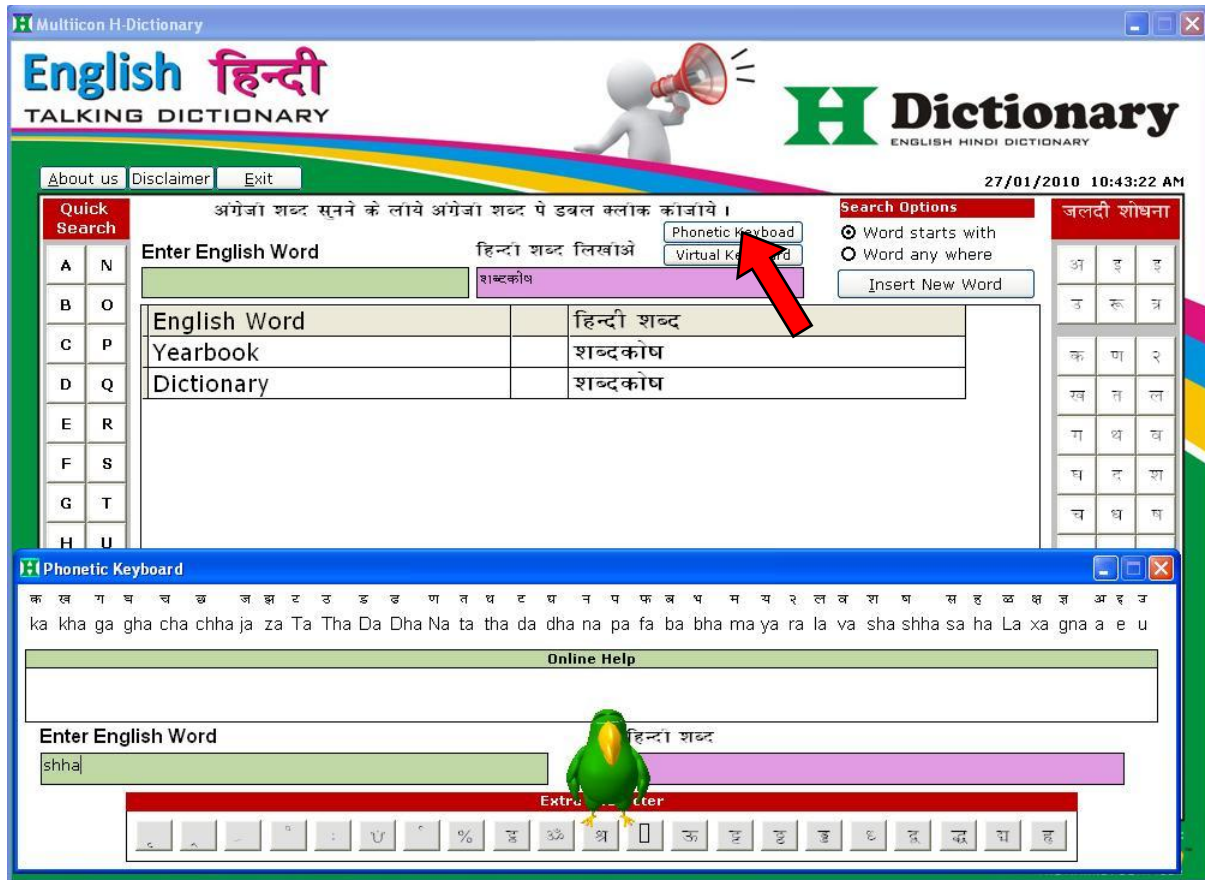 Multiicon H-Dictionary
English हिन्दी
TALKING DICTIONARY
H Dictionary
ENGLISH HINDI DICTIONARY
About us Disclaimer Exit
27/01/2010 10:43:22 AM
Quick Search
अंग्रेजी शब्द सुनने के लीये अंग्रेजी शब्द पे डबल क्लीक कीजीये ।
Search Options
जलदी शोधना
Phonetic Keyboad
Word starts with
Enter English Word
हिन्दी शब्द लिखीअे
Virtual
Word any where
शब्दकोष
Insert New Word
A N
B O
C P
D Q
E R
F S
G T
H U
English Word हिन्दी शब्द
Yearbook शब्दकोष
Dictionary शब्दकोष
अ इ इ
उ रू त्र
क ण २
ख त ल
ग थ व
घ द श
च ध ष
Phonetic Keyboard
क ख ग घ च छ ज झ ट ठ ड ढ ण त थ द ध न प फ ब भ म य २ ल व श ष स ह ळ क्ष ज्ञ अ इ उ
ka kha ga gha cha chha ja za Ta Tha Da Dha Na ta tha da dha na pa fa ba bha ma ya ra la va sha shha sa ha La xa gna a e u
Online Help
Enter English Word
हिन्दी शब्द
shha
% ॐ श्र ऊ